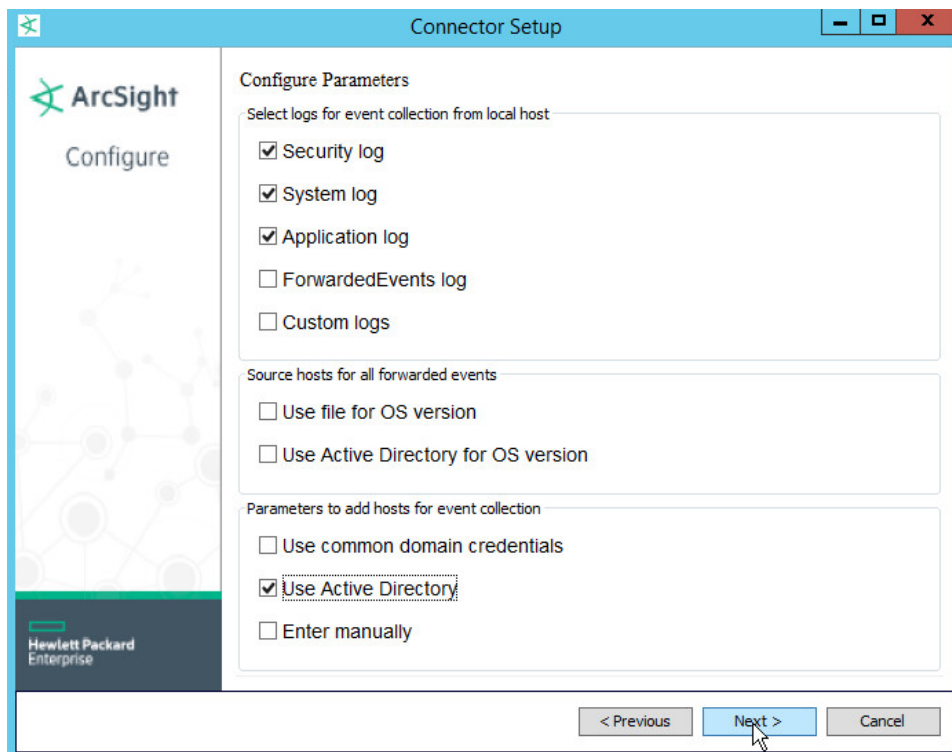 Connector Setup
ArcSight
Configure
Configure Parameters
Select logs for event collection from local host
Security log
System log
Application log
ForwardedEvents log
Custom logs
Source hosts for all forwarded events
Use file for OS version
Use Active Directory for OS version
Parameters to add hosts for event collection
Use common domain credentials
Use Active Directory
Enter manually
Hewlett Packard
Enterprise
< Previous
Next >
Cancel